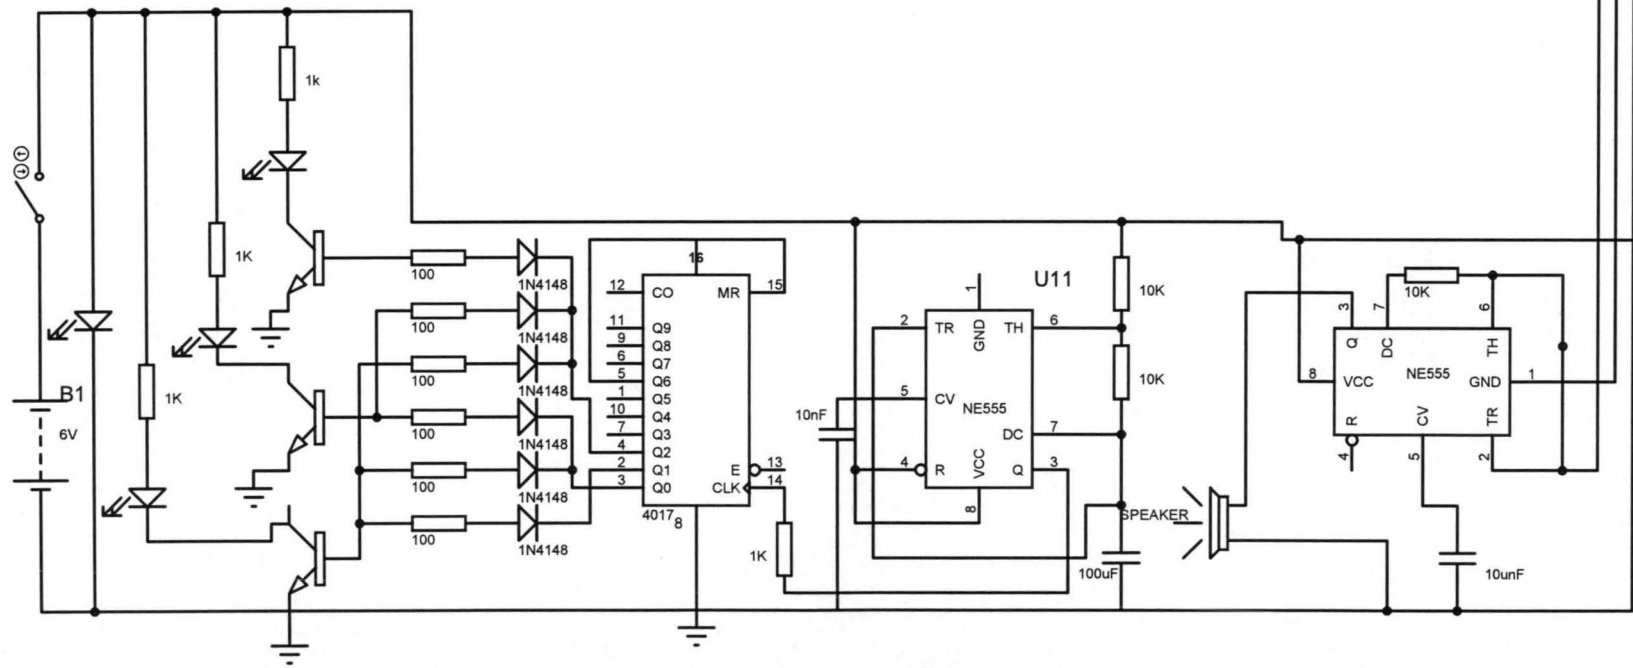 1k
1K
1K
B1
6V
100
1N4148
100
1N4148
100
1N4148
100
1N4148
100
1N4148
100
1N4148
16
12 CO MR 15
11 Q9
9 Q8
6 Q7
5 Q6
1 Q5
10 Q4
7 Q3
4 Q2
2 Q1 E 13
3 Q0 CLK 14
4017
8
1K
10nF
U11
1
GND
2 TR TH 6
5 CV
NE555
DC 7
4 R VCC Q 3
8
10K
10K
100uF
SPEAKER
10K
3 7 6
Q DC TH
NE555
8 VCC GND 1
R CV TR
4 5 2
10unF